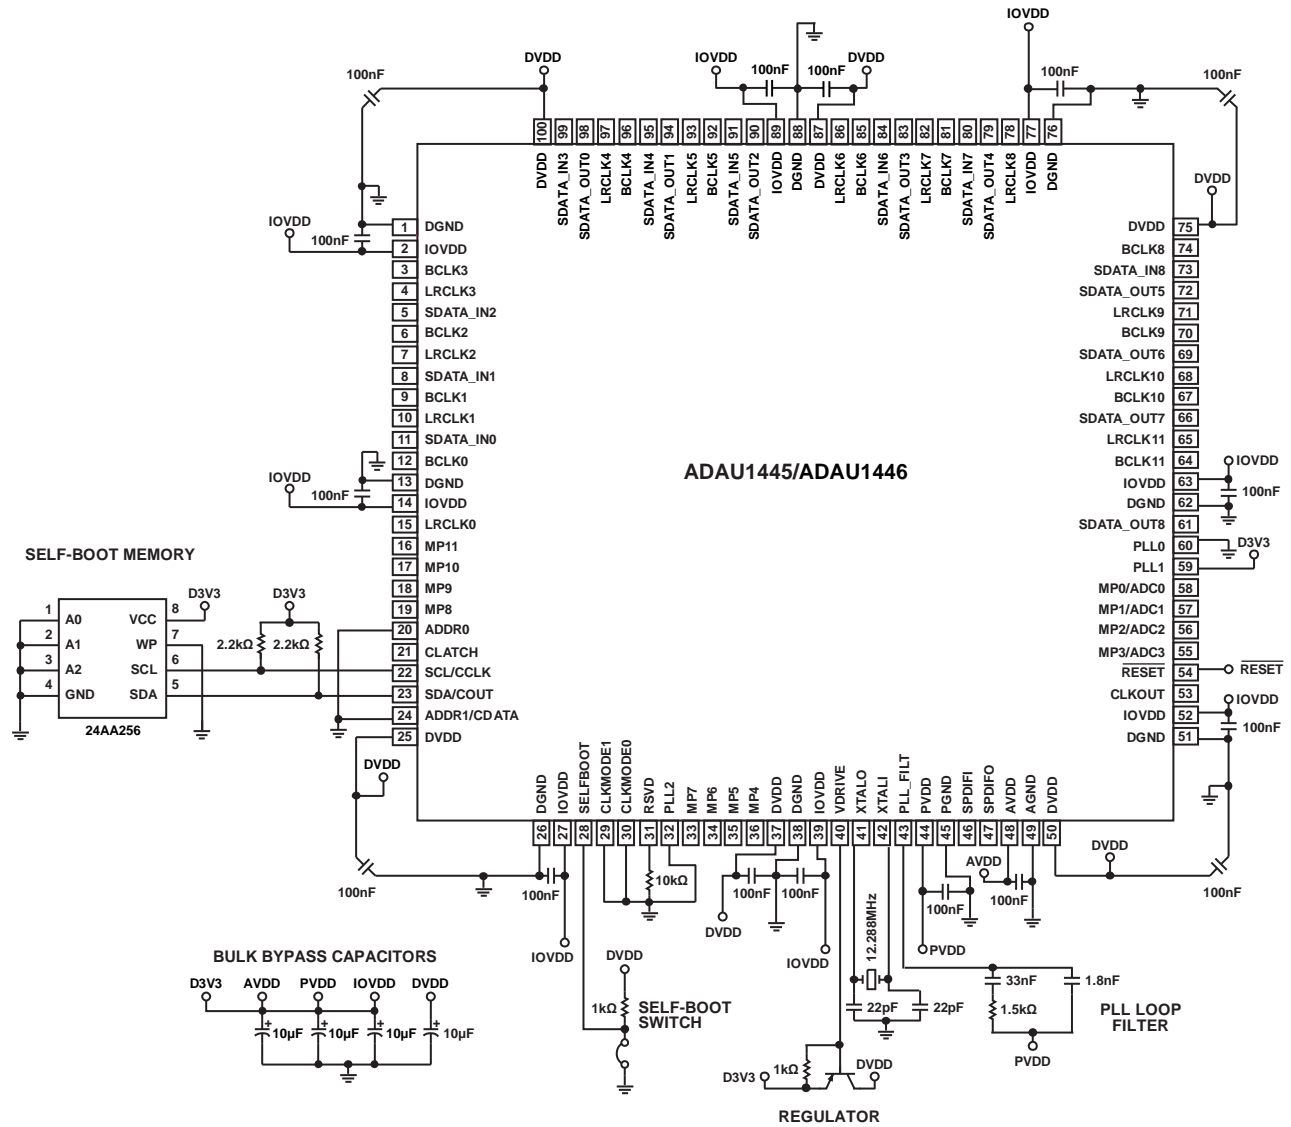 IOVDD
DVDD
IOVDD
DVDD
100nF
100nF
100nF
100nF
100nF
100 99 98 97 96 95 94 93 92 91 90 89 88 87 86 85 84 83 82 81 80 79 78 77 76
DVDD
SDATA_IN3
SDATA_OUT0
LRCLK4
BCLK4
SDATA_IN4
SDATA_OUT1
LRCLK5
BCLK5
SDATA_IN5
SDATA_OUT2
IOVDD
DGND
DVDD
LRCLK6
BCLK6
SDATA_IN6
SDATA_OUT3
LRCLK7
BCLK7
SDATA_IN7
SDATA_OUT4
LRCLK8
IOVDD
DGND
IOVDD
100nF
1 DGND
2 IOVDD
3 BCLK3
4 LRCLK3
5 SDATA_IN2
6 BCLK2
7 LRCLK2
8 SDATA_IN1
9 BCLK1
10 LRCLK1
11 SDATA_IN0
12 BCLK0
13 DGND
14 IOVDD
15 LRCLK0
16 MP11
17 MP10
18 MP9
19 MP8
20 ADDR0
21 CLATCH
22 SCL/CCLK
23 SDA/COUT
24 ADDR1/CDATA
25 DVDD
IOVDD
100nF
ADAU1445/ADAU1446
DVDD
DVDD 75
BCLK8 74
SDATA_IN8 73
SDATA_OUT5 72
LRCLK9 71
BCLK9 70
SDATA_OUT6 69
LRCLK10 68
BCLK10 67
SDATA_OUT7 66
LRCLK11 65
BCLK11 64
IOVDD 63
DGND 62
SDATA_OUT8 61
PLL0 60
PLL1 59
MP0/ADC0 58
MP1/ADC1 57
MP2/ADC2 56
MP3/ADC3 55
RESET 54
CLKOUT 53
IOVDD 52
DGND 51
IOVDD
100nF
D3V3
RESET
IOVDD
100nF
SELF-BOOT MEMORY
D3V3
D3V3
1 A0
2 A1
3 A2
4 GND
VCC 8
WP 7
SCL 6
SDA 5
24AA256
2.2kΩ
2.2kΩ
DVDD
DGND
IOVDD
SELFBOOT
CLKMODE1
CLKMODE0
RSVD
PLL2
MP7
MP6
MP5
MP4
DVDD
DGND
IOVDD
VDRIVE
XTALO
XTALI
PLL_FILT
PVDD
PGND
SPDIFI
SPDIFO
AVDD
AGND
DVDD
26 27 28 29 30 31 32 33 34 35 36 37 38 39 40 41 42 43 44 45 46 47 48 49 50
100nF
100nF
IOVDD
10kΩ
100nF
100nF
DVDD
IOVDD
12.288MHz
100nF
PVDD
AVDD
100nF
DVDD
100nF
BULK BYPASS CAPACITORS
D3V3
AVDD
PVDD
IOVDD
DVDD
+
10µF
+
10µF
+
10µF
+
10µF
DVDD
1kΩ
SELF-BOOT
SWITCH
22pF
22pF
33nF
1.8nF
1.5kΩ
PVDD
PLL LOOP
FILTER
D3V3
1kΩ
DVDD
REGULATOR